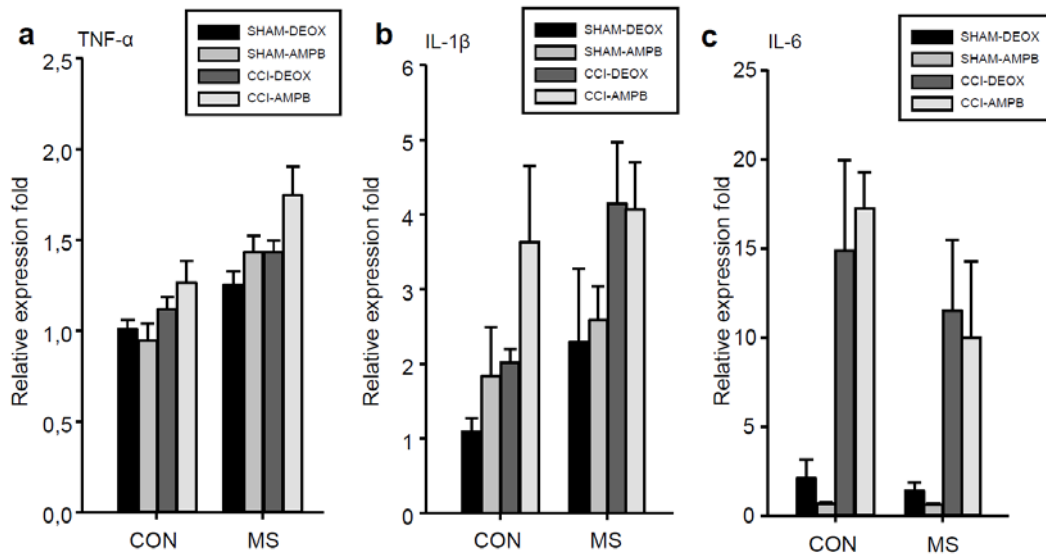 a TNF-α
SHAM-DEOX
SHAM-AMPB
CCI-DEOX
CCI-AMPB
Relative expression fold
2,5
2,0
1,5
1,0
0,5
0,0
CON MS
b IL-1β
SHAM-DEOX
SHAM-AMPB
CCI-DEOX
CCI-AMPB
Relative expression fold
6
5
4
3
2
1
0
CON MS
c IL-6
SHAM-DEOX
SHAM-AMPB
CCI-DEOX
CCI-AMPB
Relative expression fold
25
20
15
10
5
0
CON MS